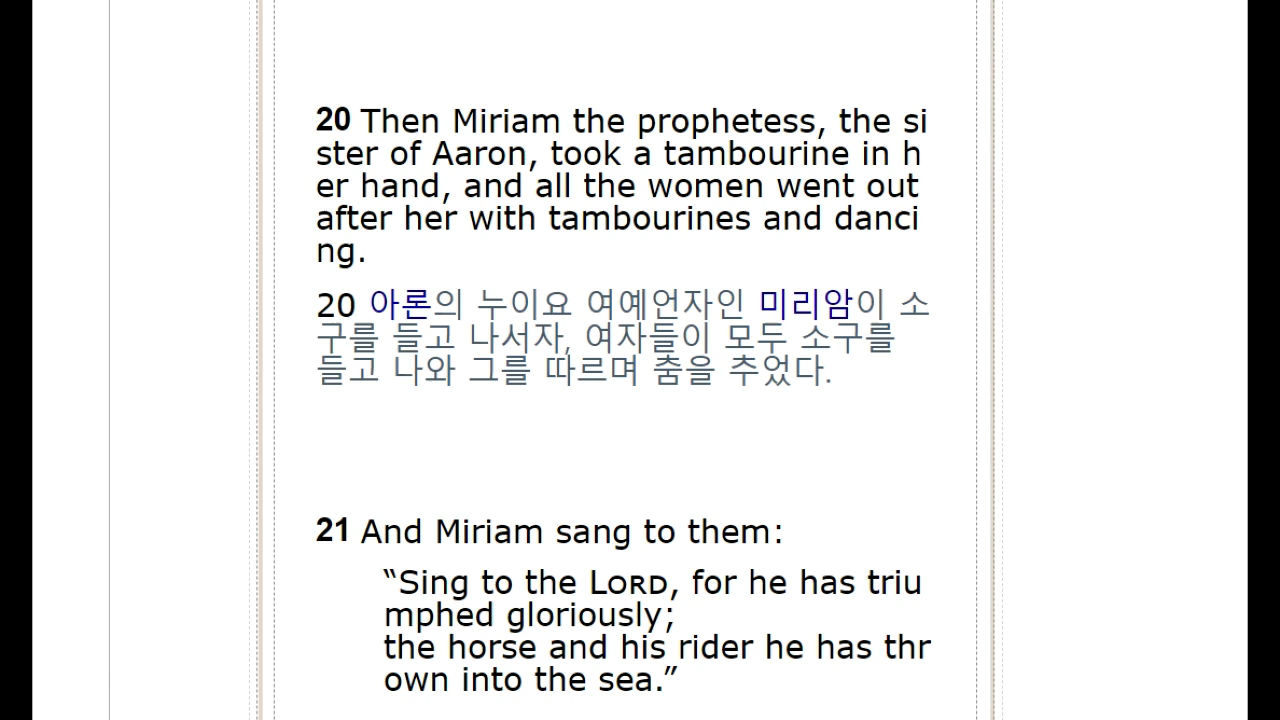 20 Then Miriam the prophetess, the si
ster of Aaron, took a tambourine in h
er hand, and all the women went out
after her with tambourines and danci
ng.
20 아론의 누이요 여예언자인 미리암이 소
구를 들고 나서자, 여자들이 모두 소구를
들고 나와 그를 따르며 춤을 추었다.
21 And Miriam sang to them:
“Sing to the LORD, for he has triu
mphed gloriously;
the horse and his rider he has thr
own into the sea.”